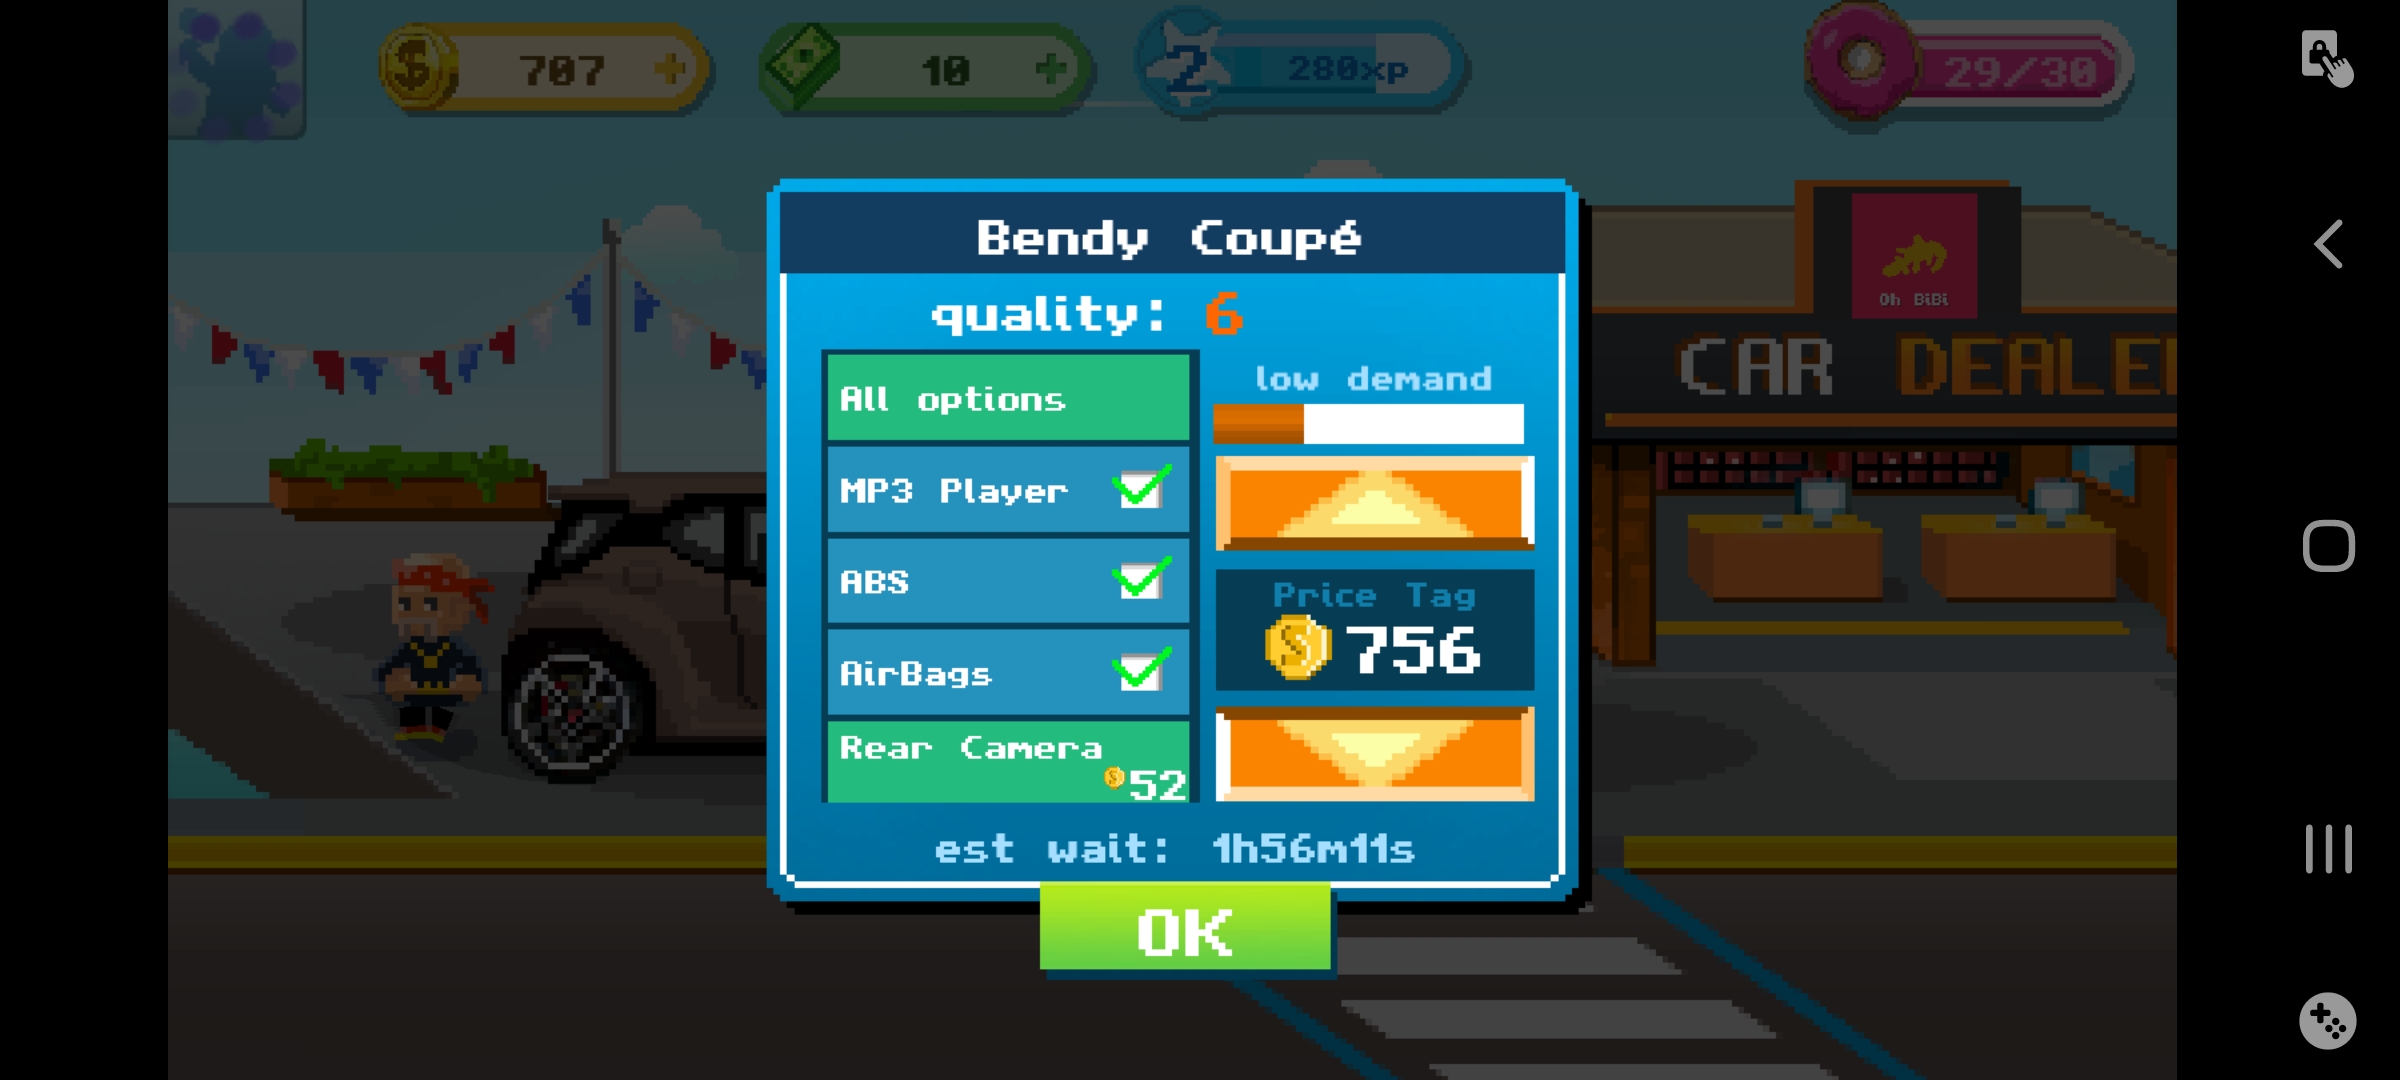 707
10
2
280xp
29/30
Bendy Coupé
quality: 6
All options
MP3 Player
ABS
AirBags
Rear Camera
52
low demand
Price Tag
756
est wait: 1h56m11s
OK
Oh BiBi
CAR DEALE